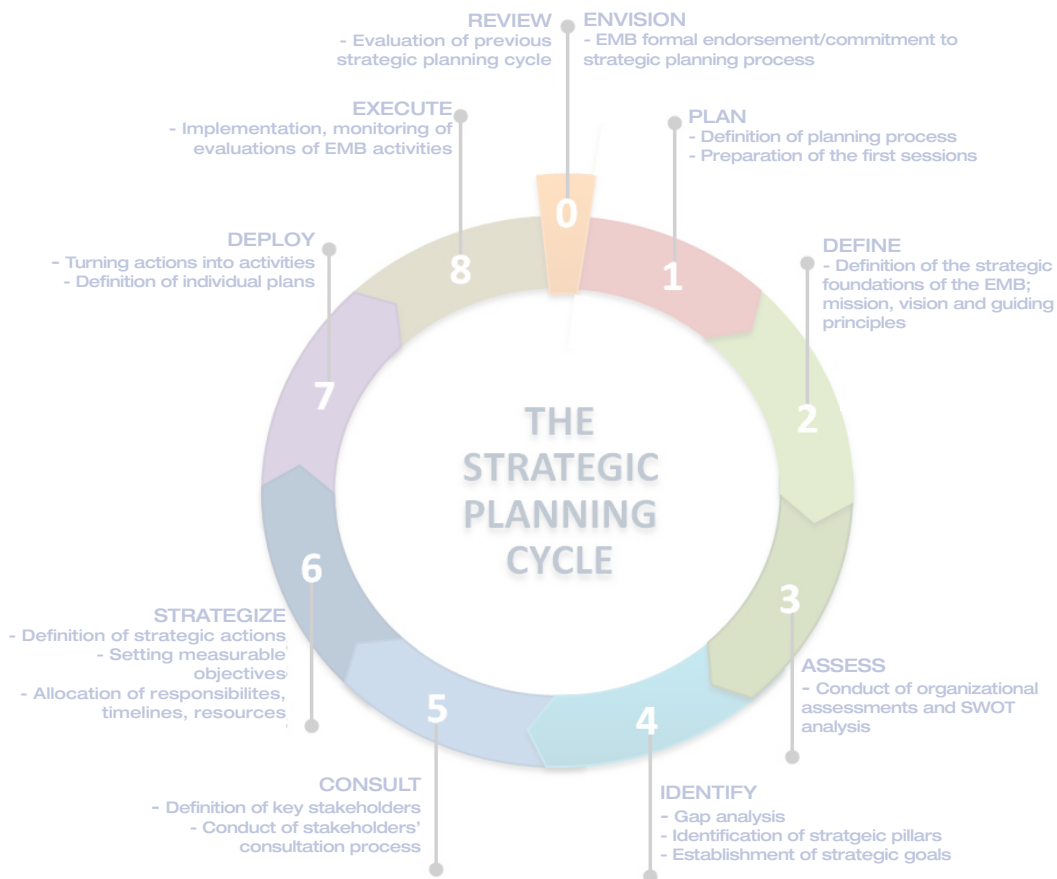 REVIEW
- Evaluation of previous
strategic planning cycle
ENVISION
- EMB formal endorsement/commitment to
strategic planning process
EXECUTE
- Implementation, monitoring of
evaluations of EMB activities
PLAN
- Definition of planning process
- Preparation of the first sessions
DEPLOY
- Turning actions into activities
- Definition of individual plans
DEFINE
- Definition of the strategic
foundations of the EMB;
mission, vision and guiding
principles
0
1
2
3
4
5
6
7
8
THE
STRATEGIC
PLANNING
CYCLE
STRATEGIZE
- Definition of strategic actions
- Setting measurable
objectives
- Allocation of responsibilites,
timelines, resources
ASSESS
- Conduct of organizational
assessments and SWOT
analysis
CONSULT
- Definition of key stakeholders
- Conduct of stakeholders'
consultation process
IDENTIFY
- Gap analysis
- Identification of stratgeic pillars
- Establishment of strategic goals